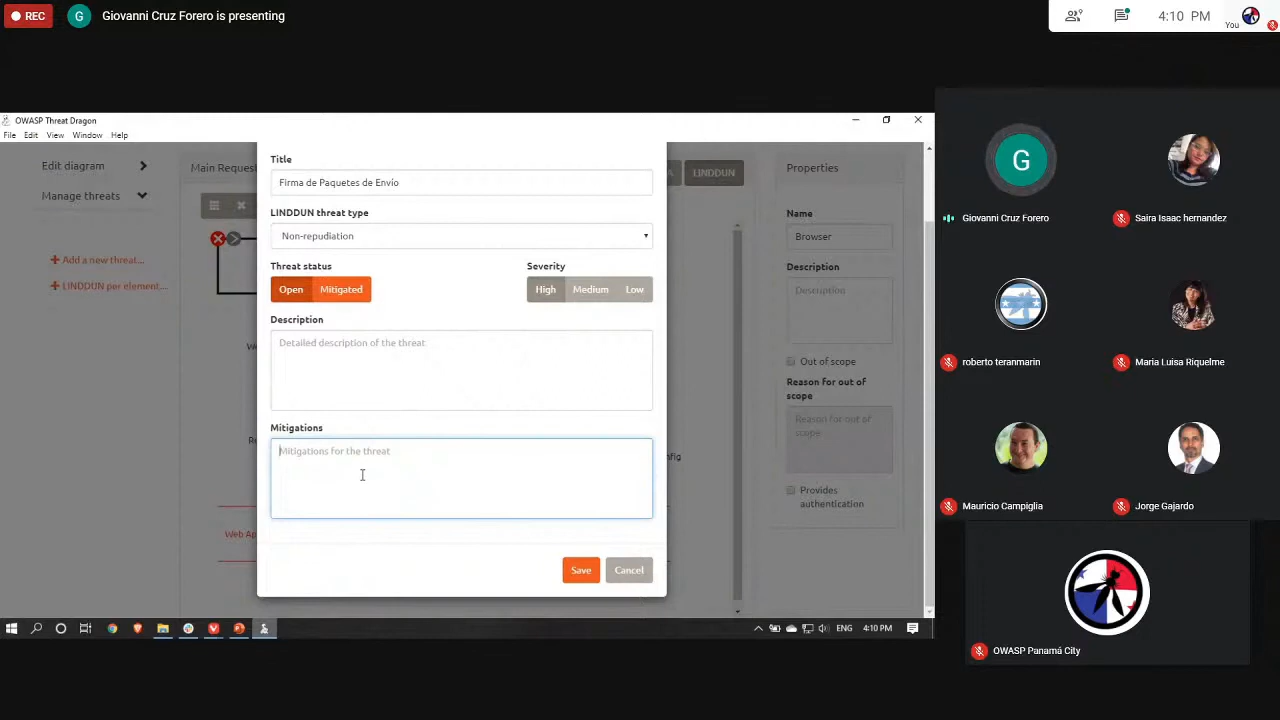 REC
G
Giovanni Cruz Forero is presenting
9
4:10 PM
You
OWASP Threat Dragon
File Edit View Window Help
Edit diagram
Manage threats
Add a new threat...
LINDDUN per element....
Main Reques
LINDDUN
Title
Firma de Paquetes de Envío
LINDDUN threat type
Non-repudiation
Threat status
Severity
Open Mitigated
High Medium Low
Description
Detailed description of the threat
Mitigations
Mitigations for the threat
Save Cancel
We
Re
Web Ap
nfig
Properties
Name
Browser
Description
Description
Out of scope
Reason for out of
scope
Reason for out of
scope
Provides
authentication
ENG
4:10 PM
G
Giovanni Cruz Forero
Saira Isaac hernandez
roberto teranmarin
Maria Luisa Riquelme
Mauricio Campiglia
Jorge Gajardo
OWASP Panamá City